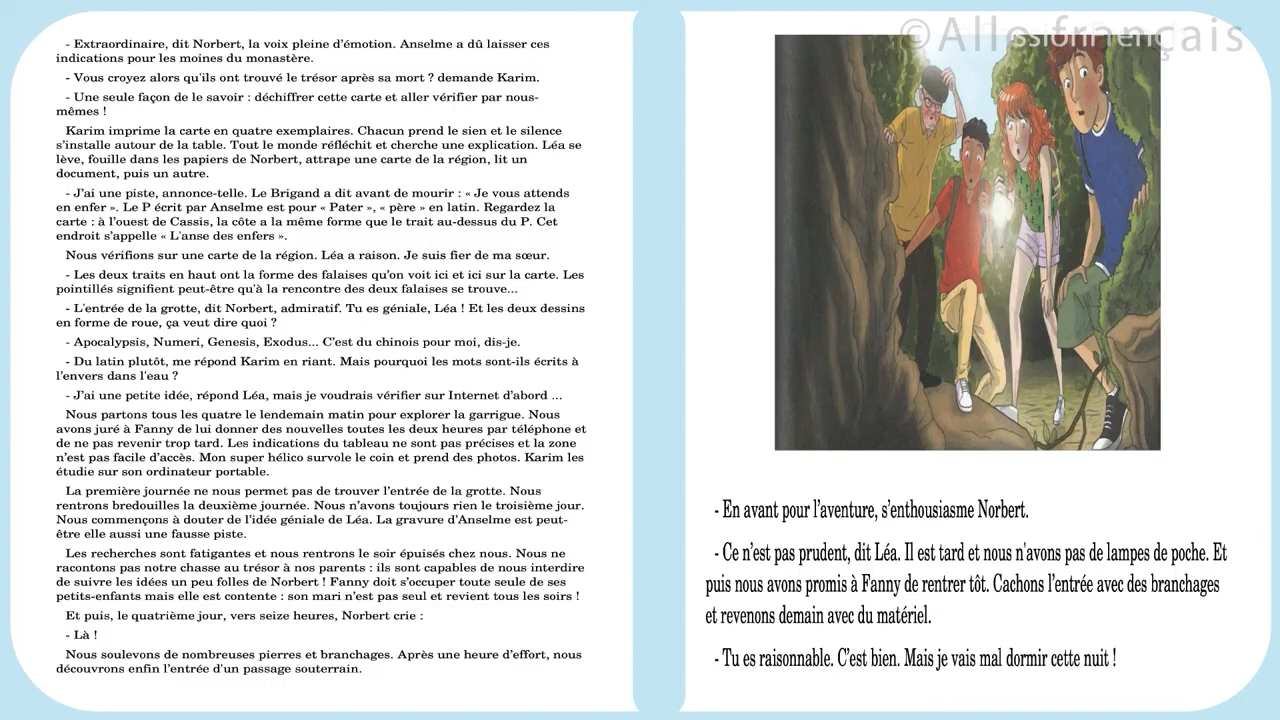 - Extraordinaire, dit Norbert, la voix pleine d'émotion. Anselme a dû laisser ces
indications pour les moines du monastère.
- Vous croyez alors qu'ils ont trouvé le trésor après sa mort ? demande Karim.
- Une seule façon de le savoir : déchiffrer cette carte et aller vérifier par nous-
mêmes !
Karim imprime la carte en quatre exemplaires. Chacun prend le sien et le silence
s'installe autour de la table. Tout le monde réfléchit et cherche une explication. Léa se
lève, fouille dans les papiers de Norbert, attrape une carte de la région, lit un
document, puis un autre.
- J'ai une piste, annonce-telle. Le Brigand a dit avant de mourir : « Je vous attends
en enfer ». Le P écrit par Anselme est pour « Pater », « père » en latin. Regardez la
carte : à l'ouest de Cassis, la côte a la même forme que le trait au-dessus du P. Cet
endroit s'appelle « L'anse des enfers ».
Nous vérifions sur une carte de la région. Léa a raison. Je suis fier de ma sœur.
- Les deux traits en haut ont la forme des falaises qu'on voit ici et ici sur la carte. Les
pointillés signifient peut-être qu'à la rencontre des deux falaises se trouve...
- L'entrée de la grotte, dit Norbert, admiratif. Tu es géniale, Léa ! Et les deux dessins
en forme de roue, ça veut dire quoi ?
- Apocalypsis, Numeri, Genesis, Exodus... C'est du chinois pour moi, dis-je.
- Du latin plutôt, me répond Karim en riant. Mais pourquoi les mots sont-ils écrits à
l'envers dans l'eau ?
- J'ai une petite idée, répond Léa, mais je voudrais vérifier sur Internet d'abord ...
Nous partons tous les quatre le lendemain matin pour explorer la garrigue. Nous
avons juré à Fanny de lui donner des nouvelles toutes les deux heures par téléphone et
de ne pas revenir trop tard. Les indications du tableau ne sont pas précises et la zone
n'est pas facile d'accès. Mon super hélico survole le coin et prend des photos. Karim les
étudie sur son ordinateur portable.
La première journée ne nous permet pas de trouver l'entrée de la grotte. Nous
rentrons bredouilles la deuxième journée. Nous n'avons toujours rien le troisième jour.
Nous commençons à douter de l'idée géniale de Léa. La gravure d'Anselme est peut-
être elle aussi une fausse piste.
Les recherches sont fatigantes et nous rentrons le soir épuisés chez nous. Nous ne
racontons pas notre chasse au trésor à nos parents : ils sont capables de nous interdire
de suivre les idées un peu folles de Norbert ! Fanny doit s'occuper toute seule de ses
petits-enfants mais elle est contente : son mari n'est pas seul et revient tous les soirs !
Et puis, le quatrième jour, vers seize heures, Norbert crie :
- Là !
Nous soulevons de nombreuses pierres et branchages. Après une heure d'effort, nous
découvrons enfin l'entrée d'un passage souterrain.
- En avant pour l'aventure, s'enthousiasme Norbert.
- Ce n'est pas prudent, dit Léa. Il est tard et nous n'avons pas de lampes de poche. Et
puis nous avons promis à Fanny de rentrer tôt. Cachons l'entrée avec des branchages
et revenons demain avec du matériel.
- Tu es raisonnable. C'est bien. Mais je vais mal dormir cette nuit !